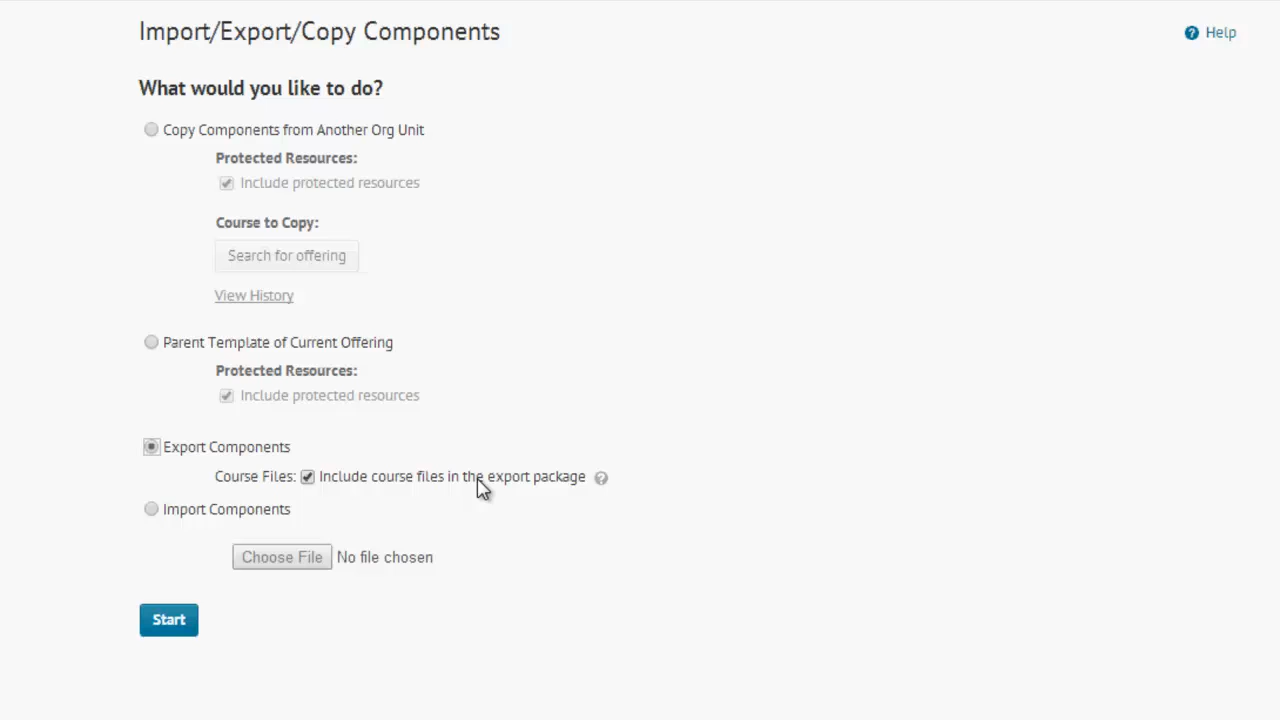 Import/Export/Copy Components
Help
What would you like to do?
Copy Components from Another Org Unit
Protected Resources:
Include protected resources
Course to Copy:
Search for offering
View History
Parent Template of Current Offering
Protected Resources:
Include protected resources
Export Components
Course Files: Include course files in the export package
Import Components
Choose File No file chosen
Start